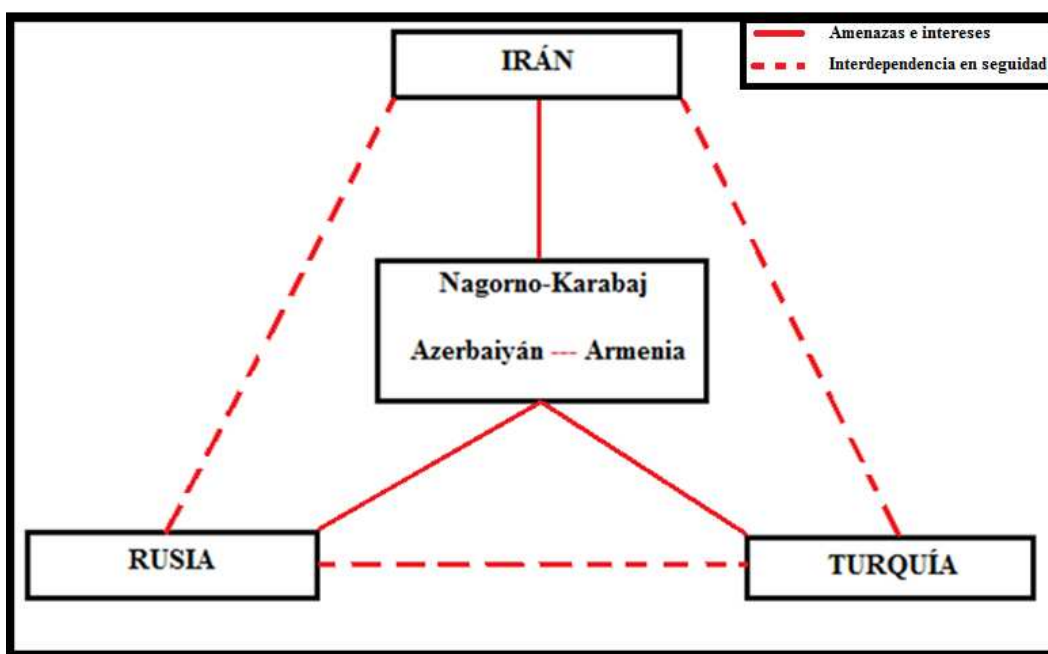 Amenazas e intereses
Interdependencia en seguidad
IRÁN
Nagorno-Karabaj
Azerbaiyán --- Armenia
RUSIA
TURQUÍA